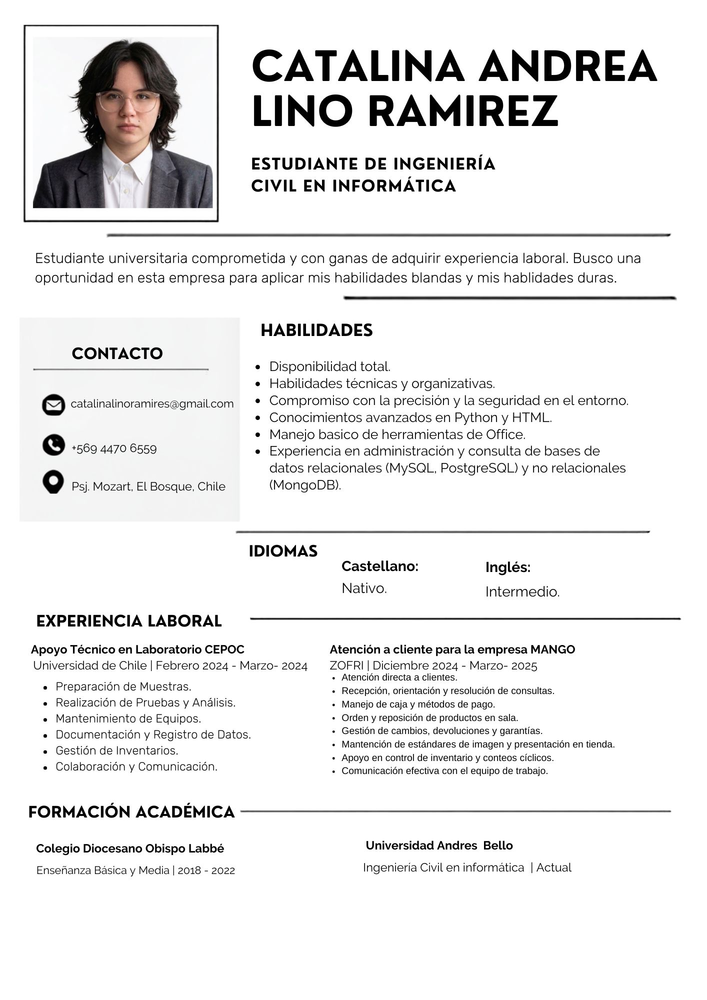 CATALINA ANDREA
LINO RAMIREZ
ESTUDIANTE DE INGENIERÍA
CIVIL EN INFORMÁTICA
Estudiante universitaria comprometida y con ganas de adquirir experiencia laboral. Busco una
oportunidad en esta empresa para aplicar mis habilidades blandas y mis hablidades duras.
CONTACTO
catalinalinoramires@gmail.com
+569 4470 6559
Psj. Mozart, El Bosque, Chile
HABILIDADES
• Disponibilidad total.
• Habilidades técnicas y organizativas.
• Compromiso con la precisión y la seguridad en el entorno.
• Conocimientos avanzados en Python y HTML.
• Manejo basico de herramientas de Office.
• Experiencia en administración y consulta de bases de
datos relacionales (MySQL, PostgreSQL) y no relacionales
(MongoDB).
IDIOMAS
Castellano:
Nativo.
Inglés:
Intermedio.
EXPERIENCIA LABORAL
Apoyo Técnico en Laboratorio CEPOC
Universidad de Chile | Febrero 2024 - Marzo- 2024
• Preparación de Muestras.
• Realización de Pruebas y Análisis.
• Mantenimiento de Equipos.
• Documentación y Registro de Datos.
• Gestión de Inventarios.
• Colaboración y Comunicación.
Atención a cliente para la empresa MANGO
ZOFRI | Diciembre 2024 - Marzo- 2025
• Atención directa a clientes.
• Recepción, orientación y resolución de consultas.
• Manejo de caja y métodos de pago.
• Orden y reposición de productos en sala.
• Gestión de cambios, devoluciones y garantías.
• Mantención de estándares de imagen y presentación en tienda.
• Apoyo en control de inventario y conteos cíclicos.
• Comunicación efectiva con el equipo de trabajo.
FORMACIÓN ACADÉMICA
Colegio Diocesano Obispo Labbé
Enseñanza Básica y Media | 2018 - 2022
Universidad Andres Bello
Ingeniería Civil en informática | Actual